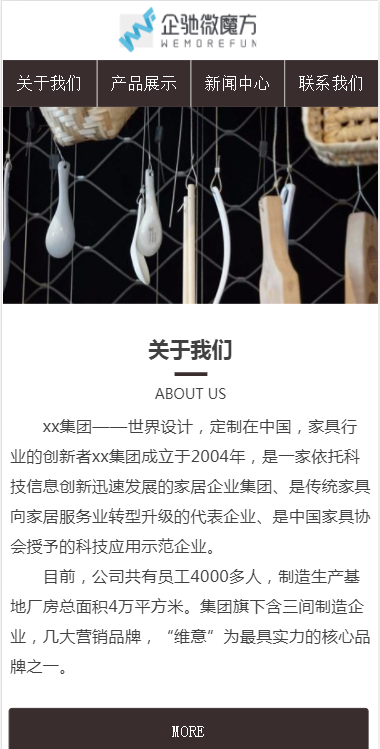 企驰微魔方
WEMOREFUN
关于我们 产品展示 新闻中心 联系我们
关于我们
ABOUT US
xx集团——世界设计，定制在中国，家具行
业的创新者xx集团成立于2004年，是一家依托科
技信息创新迅速发展的家居企业集团、是传统家具
向家居服务业转型升级的代表企业、是中国家具协
会授予的科技应用示范企业。
目前，公司共有员工4000多人，制造生产基
地厂房总面积4万平方米。集团旗下含三间制造企
业，几大营销品牌，“维意”为最具实力的核心品
牌之一。
MORE